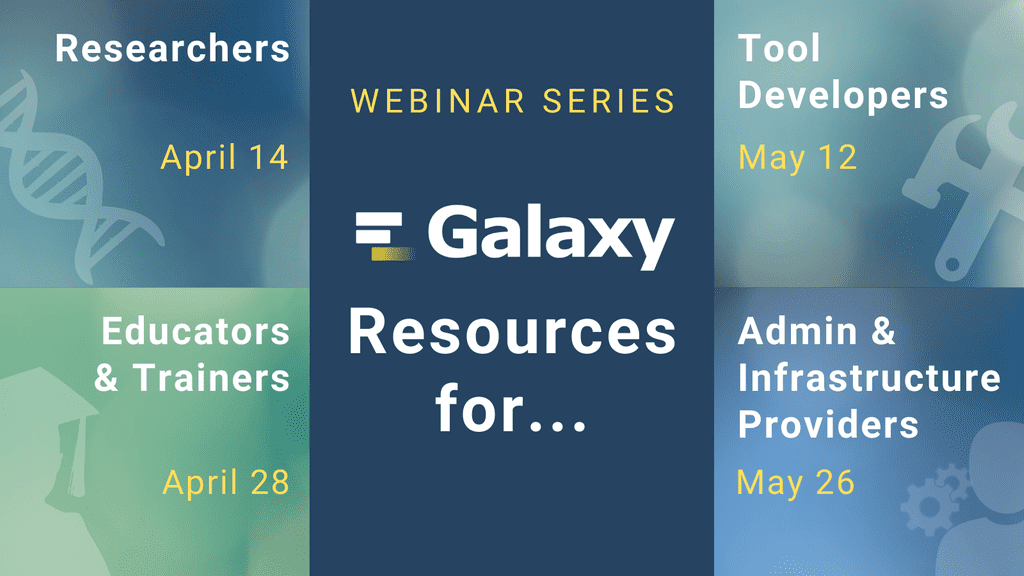 Researchers
April 14
Educators
& Trainers
April 28
WEBINAR SERIES
Galaxy
Resources
for...
Tool
Developers
May 12
Admin &
Infrastructure
Providers
May 26